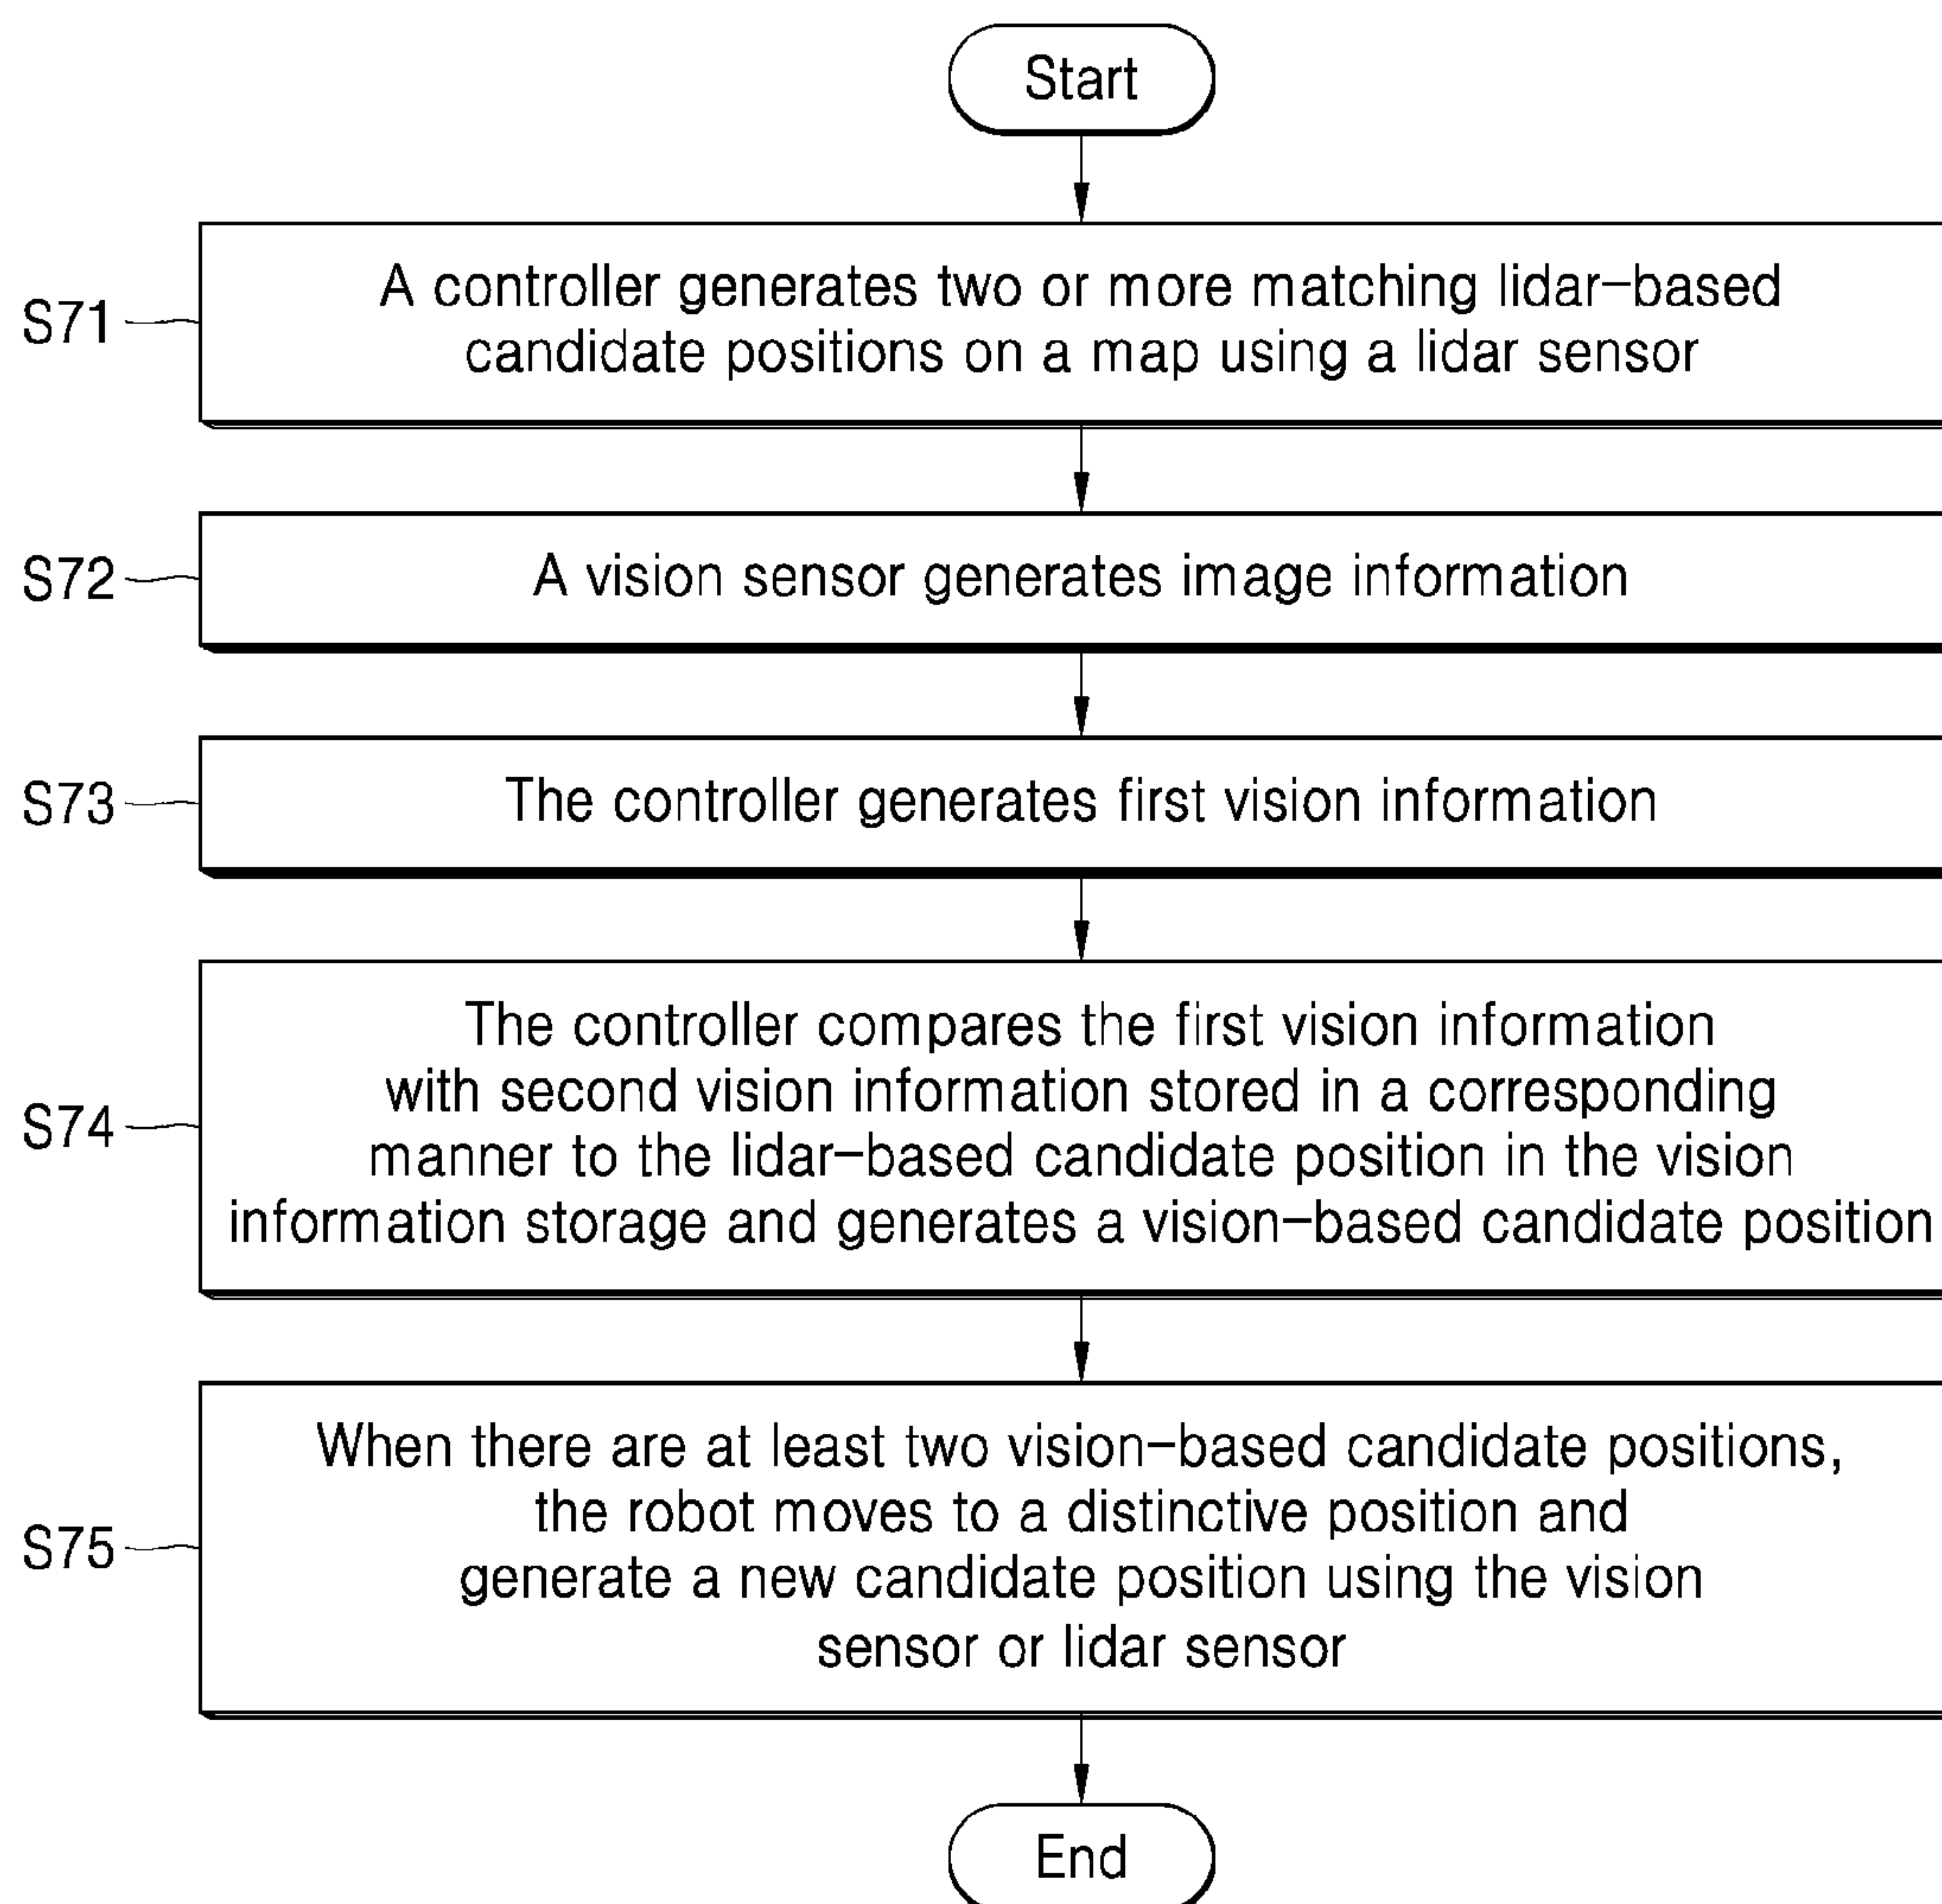 Start
S71
A controller generates two or more matching lidar-based
candidate positions on a map using a lidar sensor
S72
A vision sensor generates image information
S73
The controller generates first vision information
S74
The controller compares the first vision information
with second vision information stored in a corresponding
manner to the lidar-based candidate position in the vision
information storage and generates a vision-based candidate position
S75
When there are at least two vision-based candidate positions,
the robot moves to a distinctive position and
generate a new candidate position using the vision
sensor or lidar sensor
End